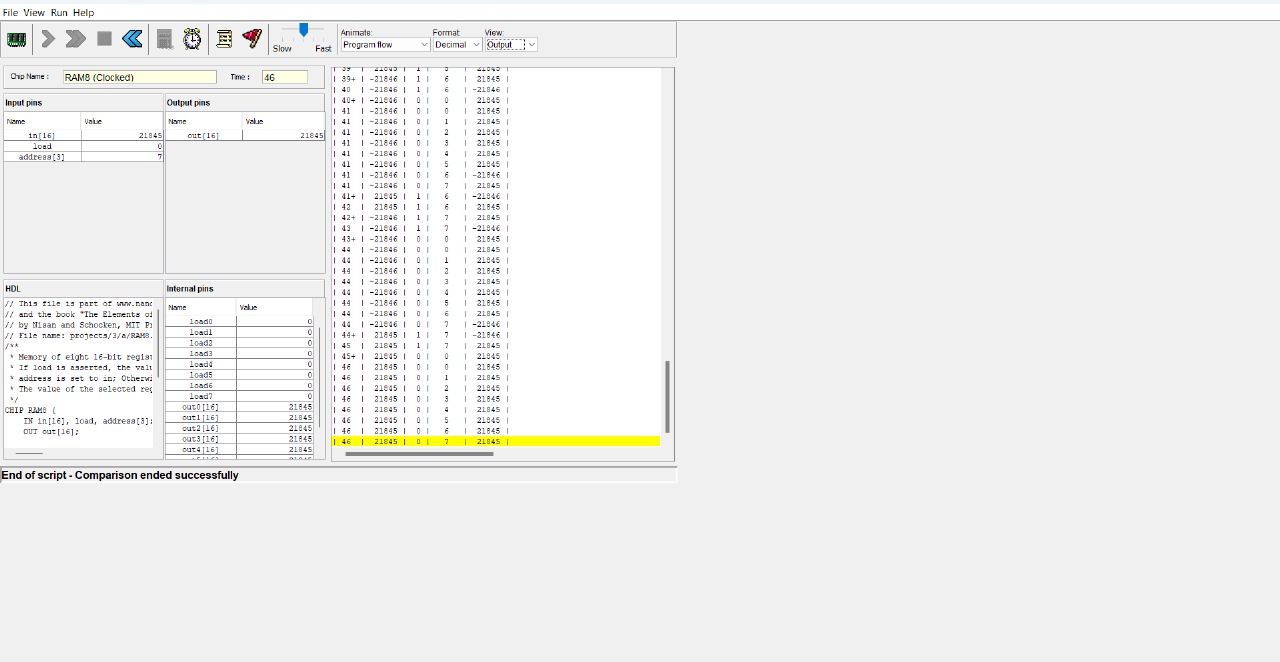 File View Run Help
Animate: Format: View:
Slow Fast Program flow Decimal Output
Chip Name : RAM8 (Clocked) Time : 46
Input pins
Name Value
in[16] 21845
load 0
address[3] 7
Output pins
Name Value
out[16] 21845
HDL
// This file is part of www.nand
// and the book "The Elements of
// by Nisan and Schocken, MIT Pr
// File name: projects/3/a/RAM8.
/**
* Memory of eight 16-bit regist
* If load is asserted, the valu
* address is set to in; Otherwi
* The value of the selected reg
*/
CHIP RAM8 {
IN in[16], load, address[3];
OUT out[16];
Internal pins
Name Value
load0 0
load1 0
load2 0
load3 0
load4 0
load5 0
load6 0
load7 0
out0[16] 21845
out1[16] 21845
out2[16] 21845
out3[16] 21845
out4[16] 21845
| 39+ | -21846 | 1 | 6 | 21845 |
| 40 | -21846 | 1 | 6 | -21846 |
| 40+ | -21846 | 0 | 0 | 21845 |
| 41 | -21846 | 0 | 0 | 21845 |
| 41 | -21846 | 0 | 1 | 21845 |
| 41 | -21846 | 0 | 2 | 21845 |
| 41 | -21846 | 0 | 3 | 21845 |
| 41 | -21846 | 0 | 4 | 21845 |
| 41 | -21846 | 0 | 5 | 21845 |
| 41 | -21846 | 0 | 6 | -21846 |
| 41 | -21846 | 0 | 7 | 21845 |
| 41+ | 21845 | 1 | 6 | -21846 |
| 42 | 21845 | 1 | 6 | 21845 |
| 42+ | -21846 | 1 | 7 | 21845 |
| 43 | -21846 | 1 | 7 | -21846 |
| 43+ | -21846 | 0 | 0 | 21845 |
| 44 | -21846 | 0 | 0 | 21845 |
| 44 | -21846 | 0 | 1 | 21845 |
| 44 | -21846 | 0 | 2 | 21845 |
| 44 | -21846 | 0 | 3 | 21845 |
| 44 | -21846 | 0 | 4 | 21845 |
| 44 | -21846 | 0 | 5 | 21845 |
| 44 | -21846 | 0 | 6 | 21845 |
| 44 | -21846 | 0 | 7 | -21846 |
| 44+ | 21845 | 1 | 7 | -21846 |
| 45 | 21845 | 1 | 7 | 21845 |
| 45+ | 21845 | 0 | 0 | 21845 |
| 46 | 21845 | 0 | 0 | 21845 |
| 46 | 21845 | 0 | 1 | 21845 |
| 46 | 21845 | 0 | 2 | 21845 |
| 46 | 21845 | 0 | 3 | 21845 |
| 46 | 21845 | 0 | 4 | 21845 |
| 46 | 21845 | 0 | 5 | 21845 |
| 46 | 21845 | 0 | 6 | 21845 |
| 46 | 21845 | 0 | 7 | 21845 |
End of script - Comparison ended successfully